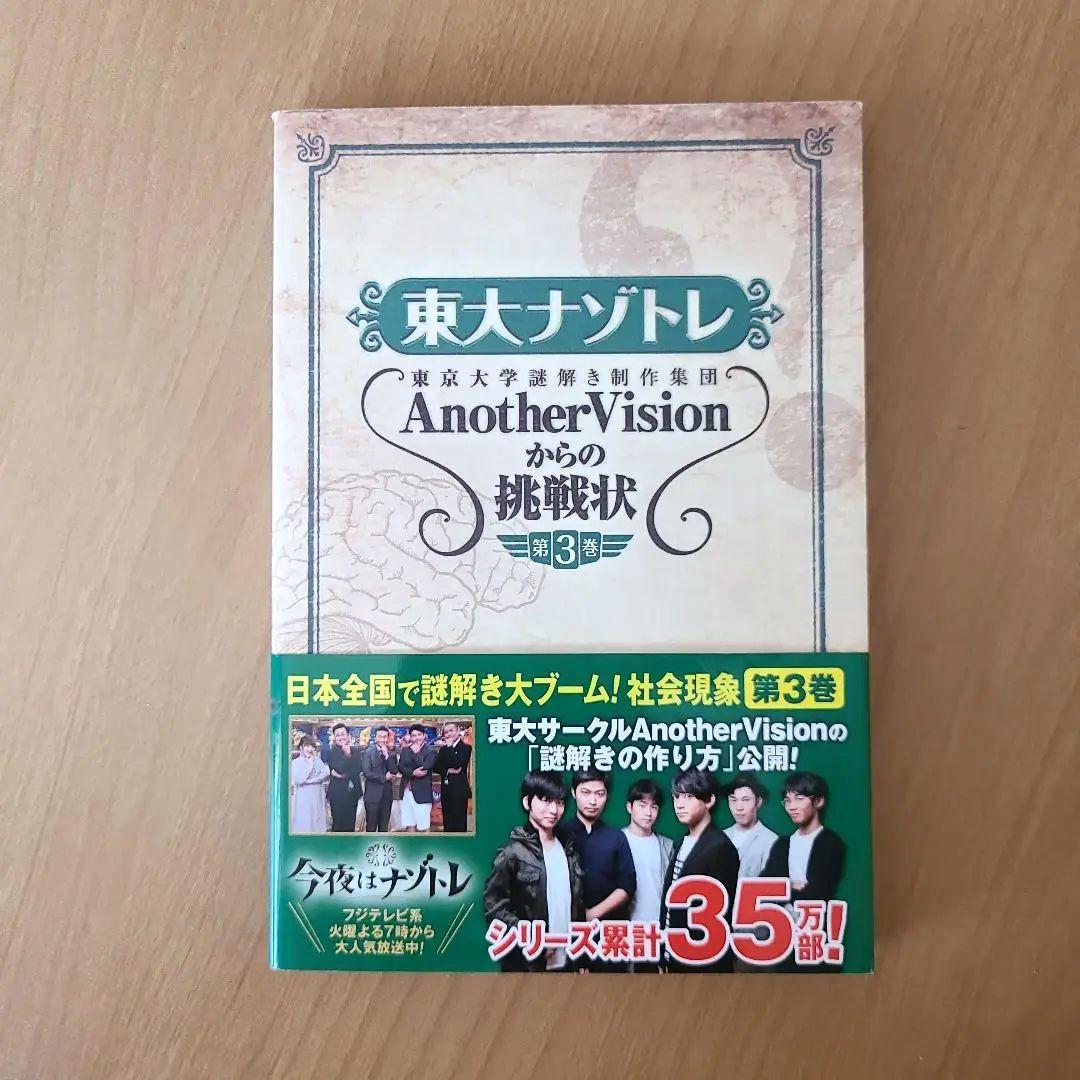 東大ナゾトレ
東京大学謎解き制作集団
AnotherVision
からの
挑戦状
第3巻
日本全国で謎解き大ブーム!社会現象 第3巻
東大サークルAnotherVisionの
「謎解きの作り方」公開!
今夜はナゾトレ
フジテレビ系
火曜よる7時から
大人気放送中!
シリーズ累計35万部!